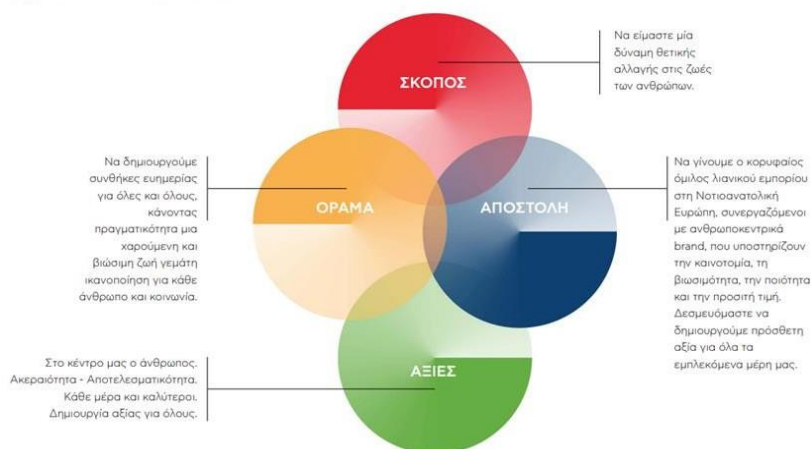 ΣΚΟΠΟΣ
Να είμαστε μία
δύναμη θετικής
αλλαγής στις ζωές
των ανθρώπων.
Να δημιουργούμε
συνθήκες ευημερίας
για όλες και όλους,
κάνοντας
πραγματικότητα μια
χαρούμενη και
βιώσιμη ζωή γεμάτη
ικανοποίηση για κάθε
άνθρωπο και κοινωνία.
ΟΡΑΜΑ
ΑΠΟΣΤΟΛΗ
Να γίνουμε ο κορυφαίος
όμιλος λιανικού εμπορίου
στη Νοτιοανατολική
Ευρώπη, συνεργαζόμενοι
με ανθρωποκεντρικά
brand, που υποστηρίζουν
την καινοτομία, τη
βιωσιμότητα, την ποιότητα
και την προσιτή τιμή.
Δεσμευόμαστε να
δημιουργούμε πρόσθετη
αξία για όλα τα
εμπλεκόμενα μέρη μας.
Στο κέντρο μας ο άνθρωπος.
Ακεραιότητα - Αποτελεσματικότητα.
Κάθε μέρα και καλύτεροι.
Δημιουργία αξίας για όλους.
ΑΞΙΕΣ